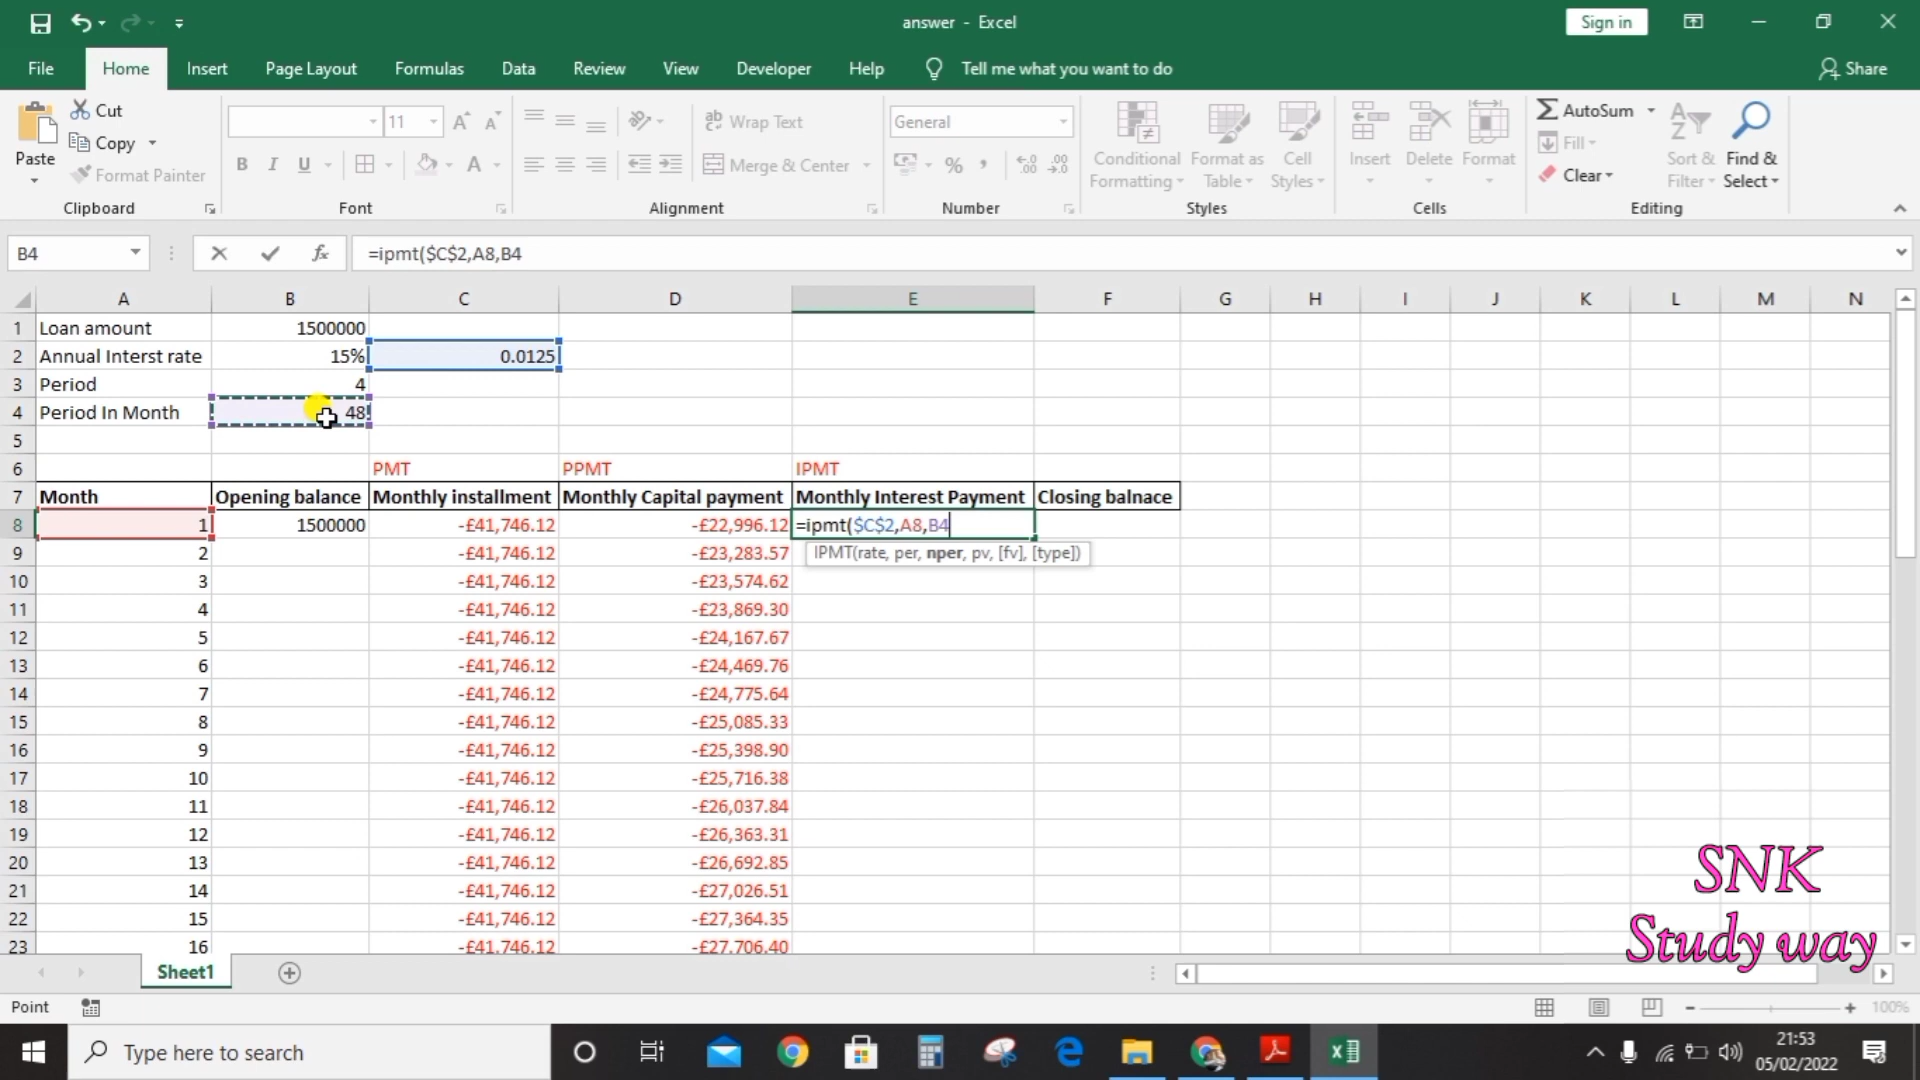 answer - Excel
Sign in
File Home Insert Page Layout Formulas Data Review View Developer Help Tell me what you want to do Share
Paste
Cut
Copy
Format Painter
Clipboard
11
B I U
Font
Wrap Text
Merge & Center
Alignment
General
Number
Conditional Formatting
Format as Table
Cell Styles
Styles
Insert Delete Format
Cells
AutoSum
Fill
Clear
Sort & Filter
Find & Select
Editing
B4 fx =ipmt($C$2,A8,B4
A B C D E F G H I J K L M N
1 Loan amount 1500000
2 Annual Interst rate 15% 0.0125
3 Period 4
4 Period In Month 48
5
6 PMT PPMT IPMT
7 Month Opening balance Monthly installment Monthly Capital payment Monthly Interest Payment Closing balnace
8 1 1500000 -£41,746.12 -£22,996.12 =ipmt($C$2,A8,B4
IPMT(rate, per, nper, pv, [fv], [type])
9 2 -£41,746.12 -£23,283.57
10 3 -£41,746.12 -£23,574.62
11 4 -£41,746.12 -£23,869.30
12 5 -£41,746.12 -£24,167.67
13 6 -£41,746.12 -£24,469.76
14 7 -£41,746.12 -£24,775.64
15 8 -£41,746.12 -£25,085.33
16 9 -£41,746.12 -£25,398.90
17 10 -£41,746.12 -£25,716.38
18 11 -£41,746.12 -£26,037.84
19 12 -£41,746.12 -£26,363.31
20 13 -£41,746.12 -£26,692.85
21 14 -£41,746.12 -£27,026.51
22 15 -£41,746.12 -£27,364.35
23 16 -£41,746.12 -£27,706.40
SNK
Study way
Sheet1
Point
100%
Type here to search
21:53
05/02/2022